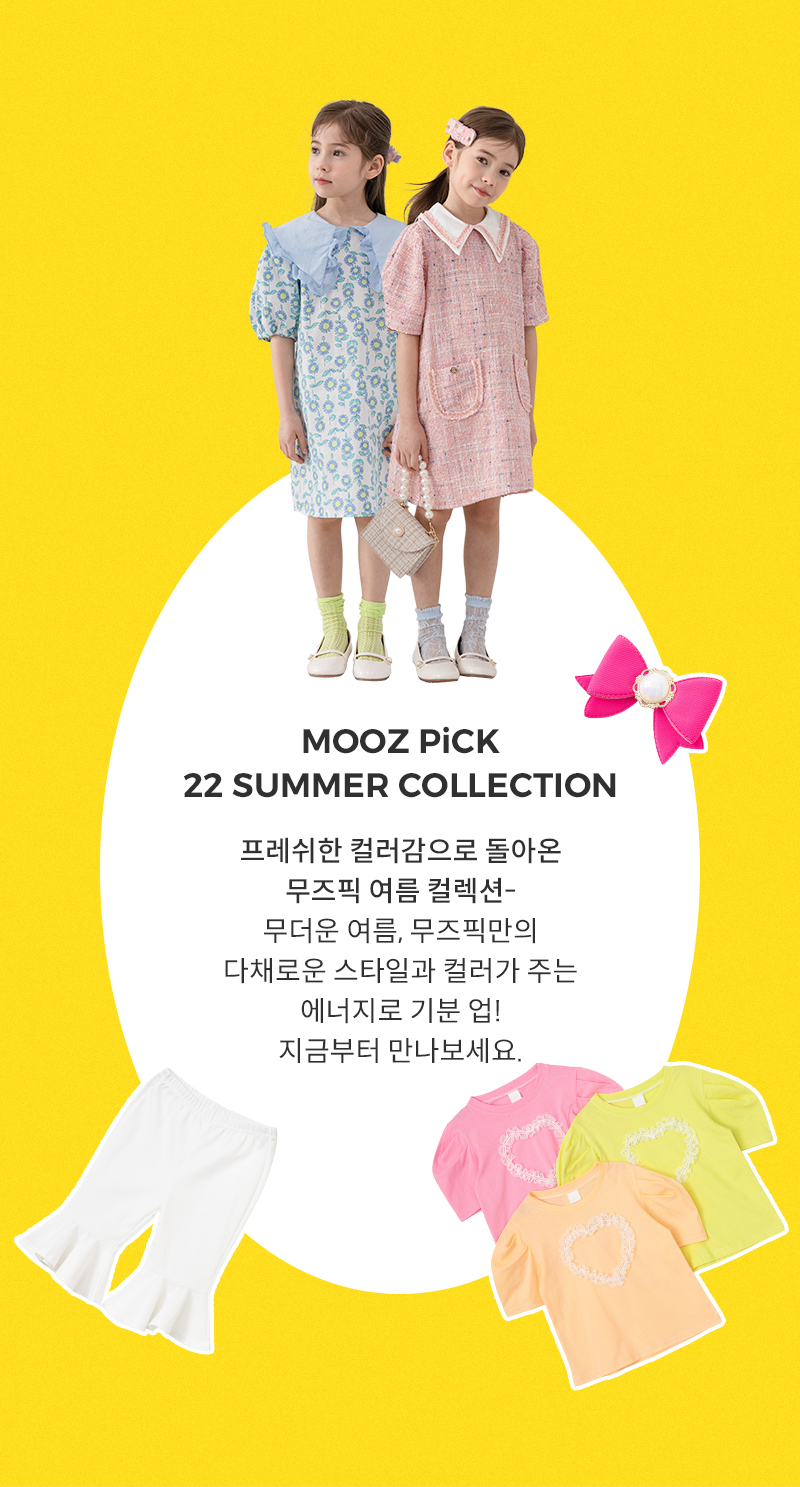 MOOZ PiCK
22 SUMMER COLLECTION
프레쉬한 컬러감으로 돌아온
무즈픽 여름 컬렉션-
무더운 여름, 무즈픽만의
다채로운 스타일과 컬러가 주는
에너지로 기분 업!
지금부터 만나보세요.